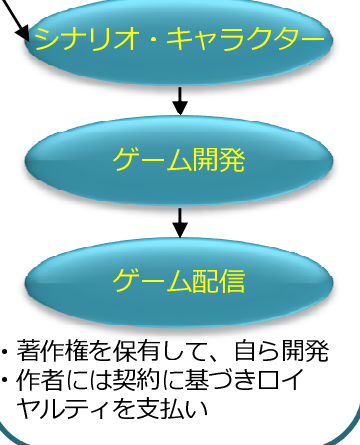 シナリオ・キャラクター
ゲーム開発
ゲーム配信
・著作権を保有して、自ら開発
・作者には契約に基づきロイ
ヤルティを支払い